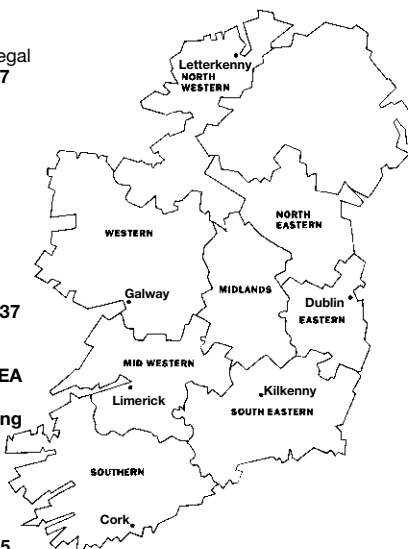 egal
7
Letterkenny
NORTH
WESTERN
NORTH
EASTERN
WESTERN
MIDLANDS
Galway
37
Dublin
EASTERN
MID WESTERN
EA
Limerick
Kilkenny
ng
SOUTH EASTERN
SOUTHERN
Cork
5